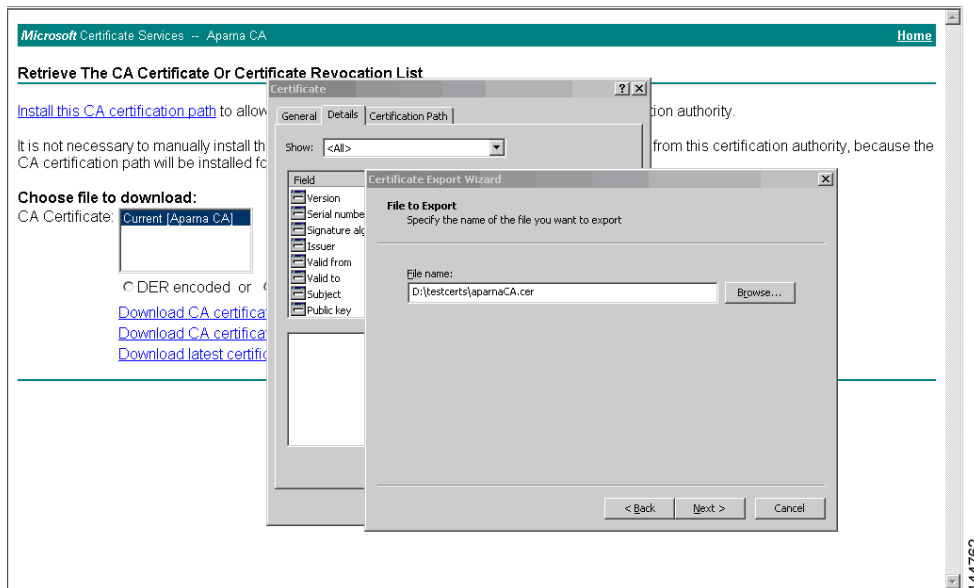 Microsoft Certificate Services -- Aparna CA Home
Retrieve The CA Certificate Or Certificate Revocation List
Install this CA certification path to allow
tion authority.
It is not necessary to manually install th
from this certification authority, because the
CA certification path will be installed fo
Choose file to download:
CA Certificate: Current [Aparna CA]
DER encoded or
Download CA certifica
Download CA certifica
Download latest certific
Certificate
General Details Certification Path
Show: <All>
Field
Version
Serial numbe
Signature alg
Issuer
Valid from
Valid to
Subject
Public key
Certificate Export Wizard
File to Export
Specify the name of the file you want to export
File name:
D:\testcerts\aparnaCA.cer Browse...
< Back Next > Cancel